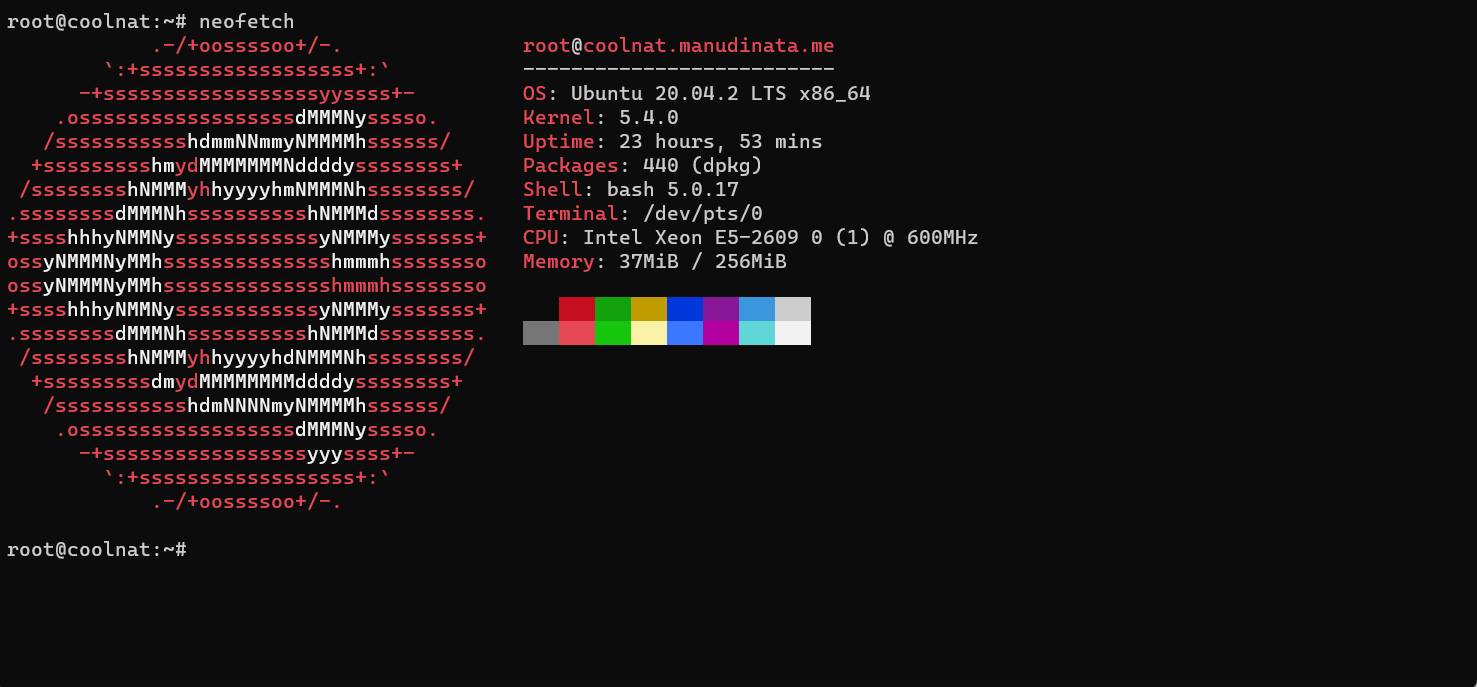 root@coolnat:~# neofetch
            .-/+oossssoo+/-.               root@coolnat.manudinata.me
        `:+ssssssssssssssssss+:`           --------------------------
      -+ssssssssssssssssssyyssss+-         OS: Ubuntu 20.04.2 LTS x86_64
    .ossssssssssssssssssdMMMNysssso.       Kernel: 5.4.0
   /ssssssssssshdmmNNmmyNMMMMhssssss/      Uptime: 23 hours, 53 mins
  +ssssssssshmydMMMMMMMNddddyssssssss+     Packages: 440 (dpkg)
 /sssssssshNMMMyhhyyyyhmNMMMNhssssssss/    Shell: bash 5.0.17
.ssssssssdMMMNhsssssssssshNMMMdssssssss.   Terminal: /dev/pts/0
+sssshhhyNMMNyssssssssssssyNMMMysssssss+   CPU: Intel Xeon E5-2609 0 (1) @ 600MHz
ossyNMMMNyMMhsssssssssssssshmmmhssssssso   Memory: 37MiB / 256MiB
ossyNMMMNyMMhsssssssssssssshmmmhssssssso
+sssshhhyNMMNyssssssssssssyNMMMysssssss+
.ssssssssdMMMNhsssssssssshNMMMdssssssss.
 /sssssssshNMMMyhhyyyyhdNMMMNhssssssss/
  +sssssssssdmydMMMMMMMMddddyssssssss+
   /ssssssssssshdmNNNNmyNMMMMhssssss/
    .ossssssssssssssssssdMMMNysssso.
      -+sssssssssssssssssyyyssss+-
        `:+ssssssssssssssssss+:`
            .-/+oossssoo+/-.
root@coolnat:~#